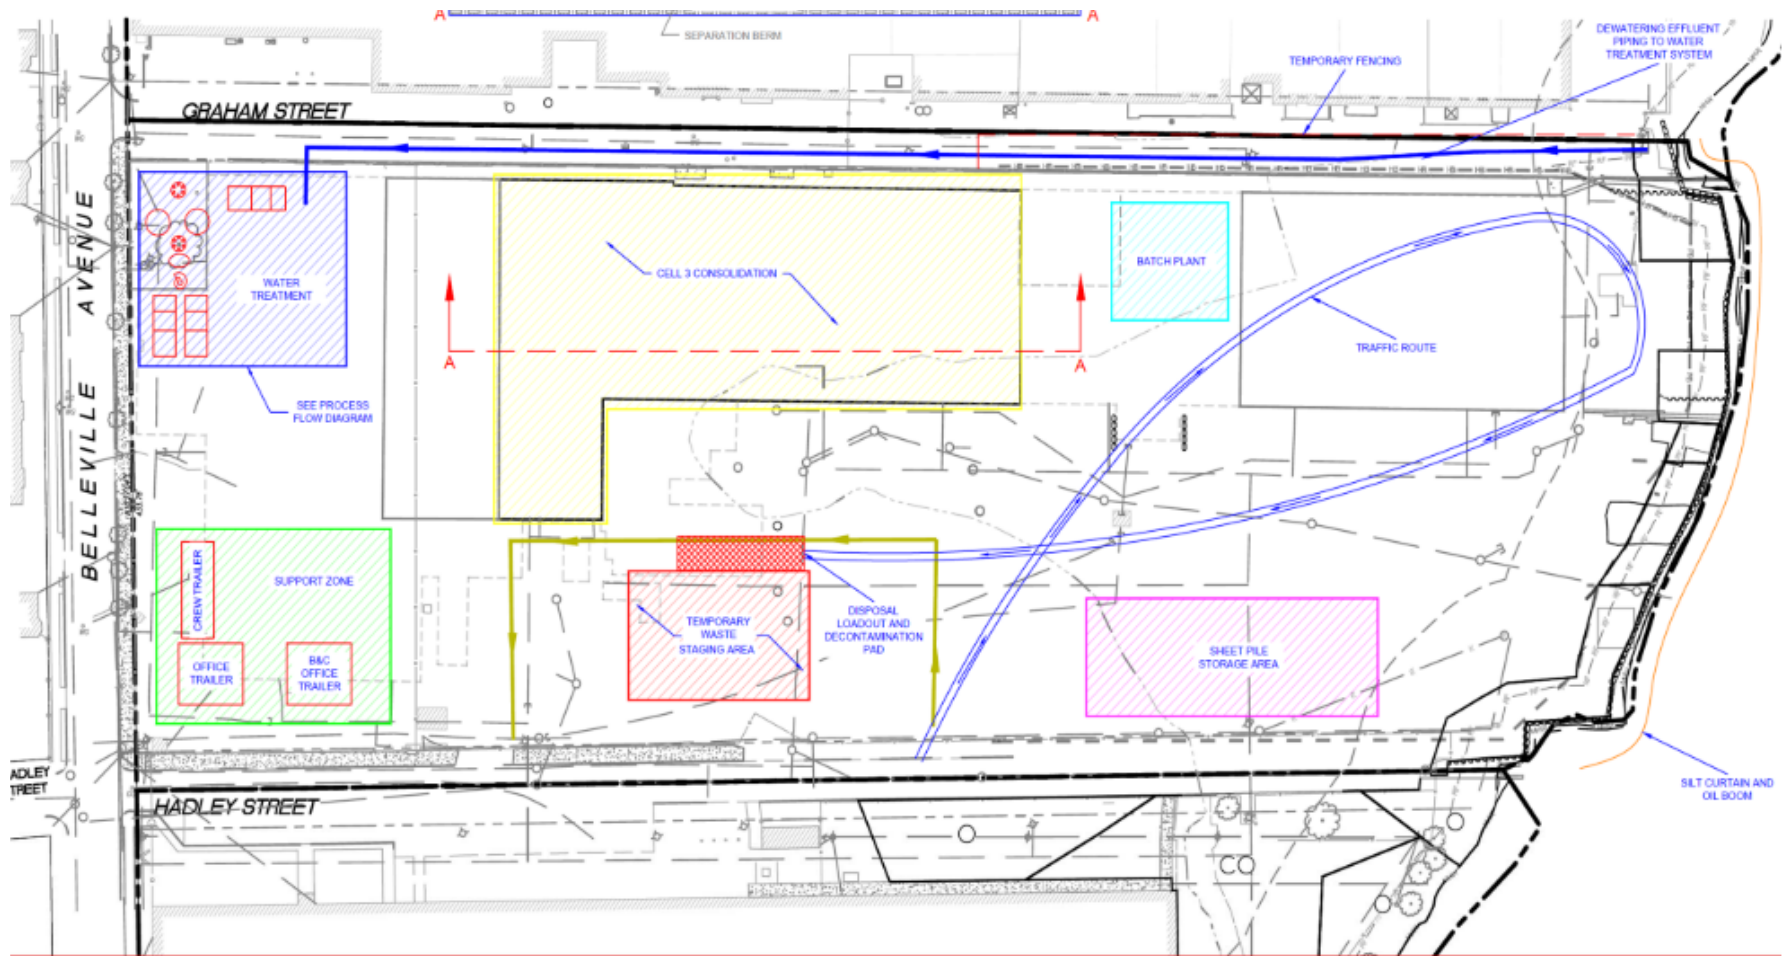 A
A
SEPARATION BERM
DEWATERING EFFLUENT
PIPING TO WATER
TREATMENT SYSTEM
TEMPORARY FENCING
GRAHAM STREET
BELLEVILLE AVENUE
WATER
TREATMENT
CELL 3 CONSOLIDATION
BATCH PLANT
TRAFFIC ROUTE
A
A
SEE PROCESS
FLOW DIAGRAM
CREW TRAILER
SUPPORT ZONE
OFFICE
TRAILER
B&C
OFFICE
TRAILER
TEMPORARY
WASTE
STAGING AREA
DISPOSAL
LOADOUT AND
DECONTAMINATION
PAD
SHEET PILE
STORAGE AREA
SILT CURTAIN AND
OIL BOOM
ADLEY
TREET
HADLEY STREET